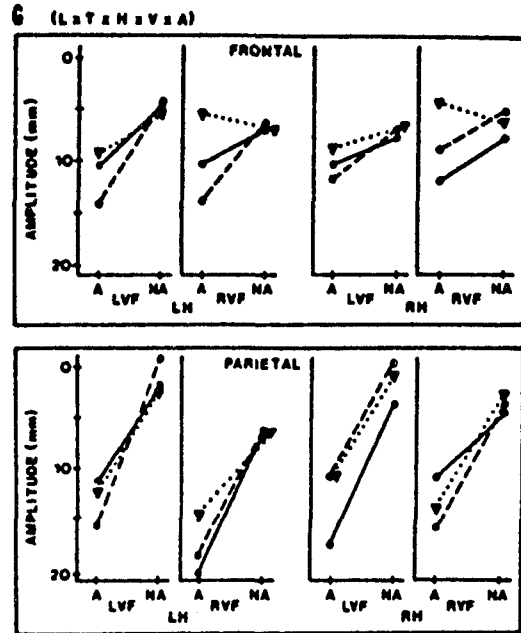 G (L x T x H x V x A)
FRONTAL
AMPLITUDE (mm)
0
10
20
A NA A NA A NA A NA
LVF RVF LVF RVF
LH RH
PARIETAL
AMPLITUDE (mm)
0
10
20
A NA A NA A NA A NA
LVF RVF LVF RVF
LH RH